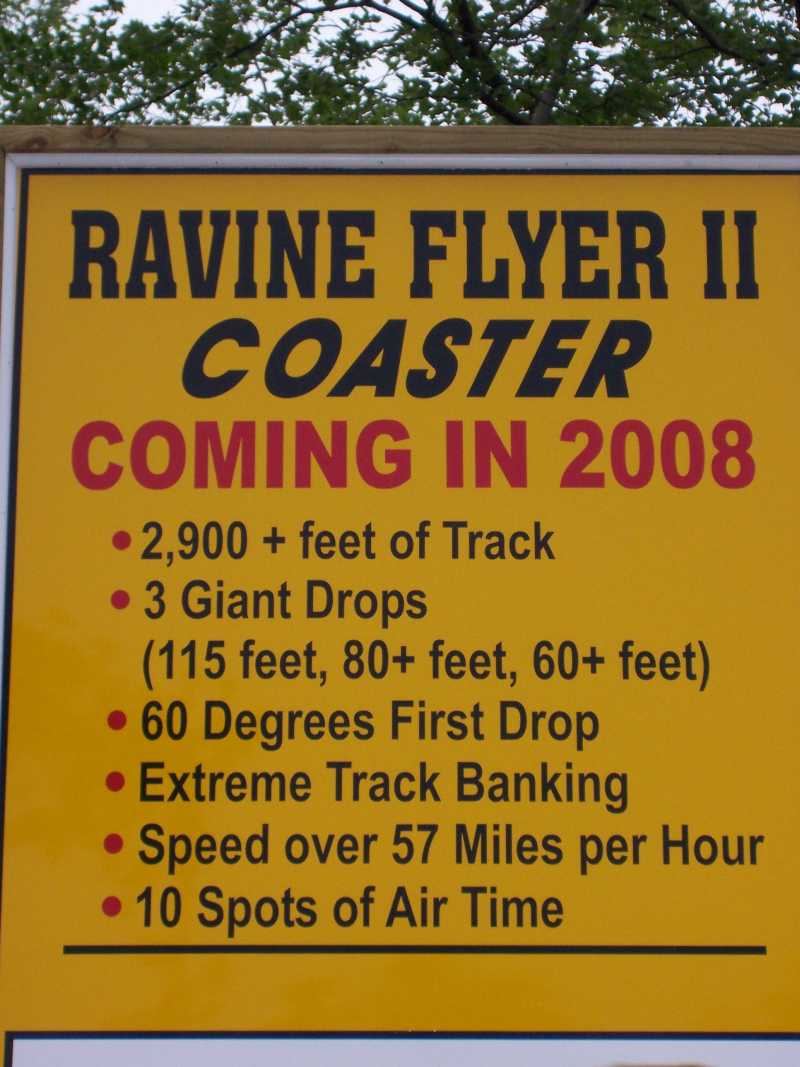 RAVINE FLYER II
COASTER
COMING IN 2008
• 2,900 + feet of Track
• 3 Giant Drops
(115 feet, 80+ feet, 60+ feet)
• 60 Degrees First Drop
• Extreme Track Banking
• Speed over 57 Miles per Hour
• 10 Spots of Air Time